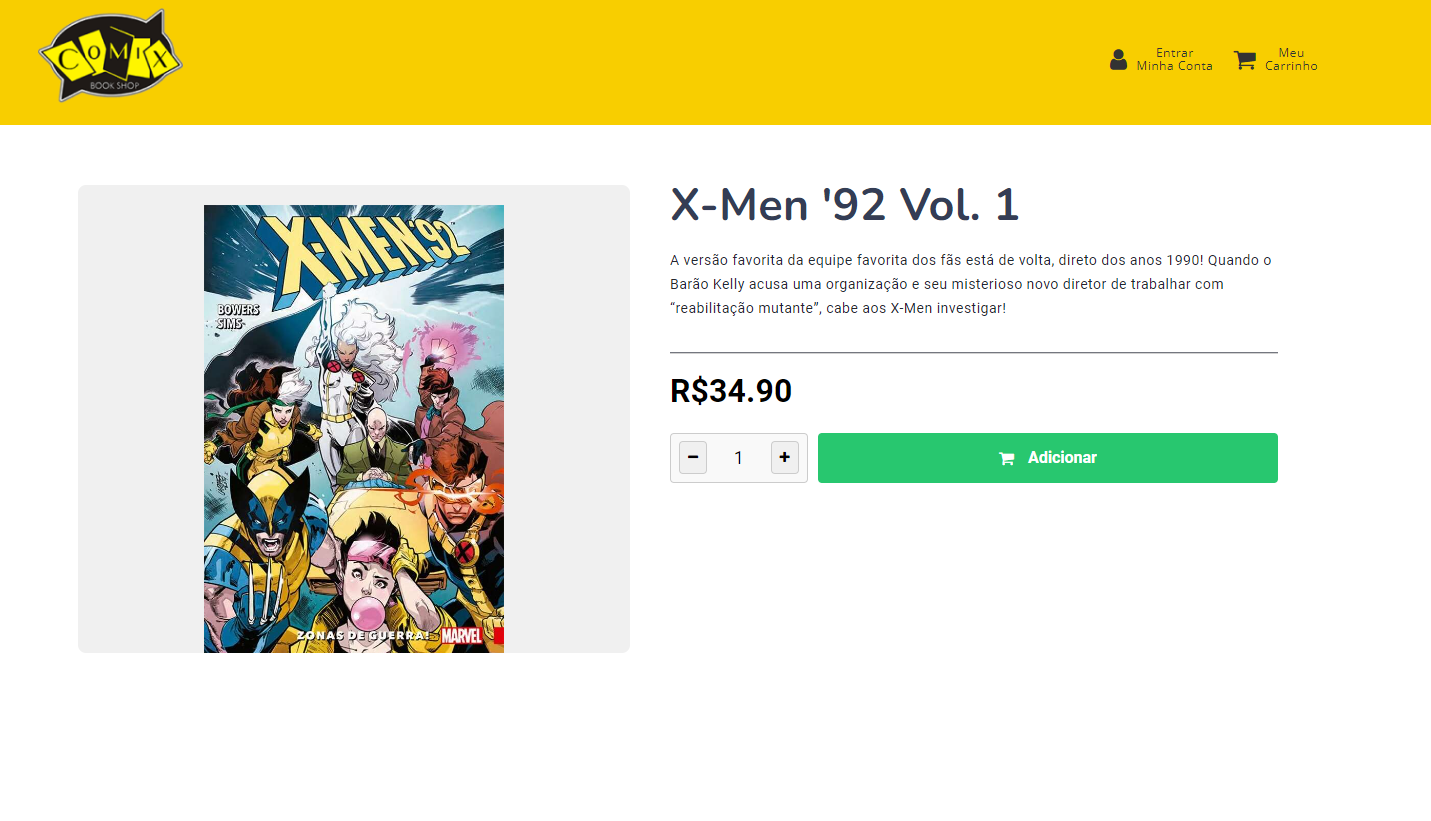 COMIX
BOOK SHOP
Entrar
Minha Conta
Meu
Carrinho
X-MEN'92
BOWERS
SIMS
ZONAS DE GUERRA!
MARVEL
X-Men '92 Vol. 1
A versão favorita da equipe favorita dos fãs está de volta, direto dos anos 1990! Quando o
Barão Kelly acusa uma organização e seu misterioso novo diretor de trabalhar com
“reabilitação mutante”, cabe aos X-Men investigar!
R$34.90
1
Adicionar